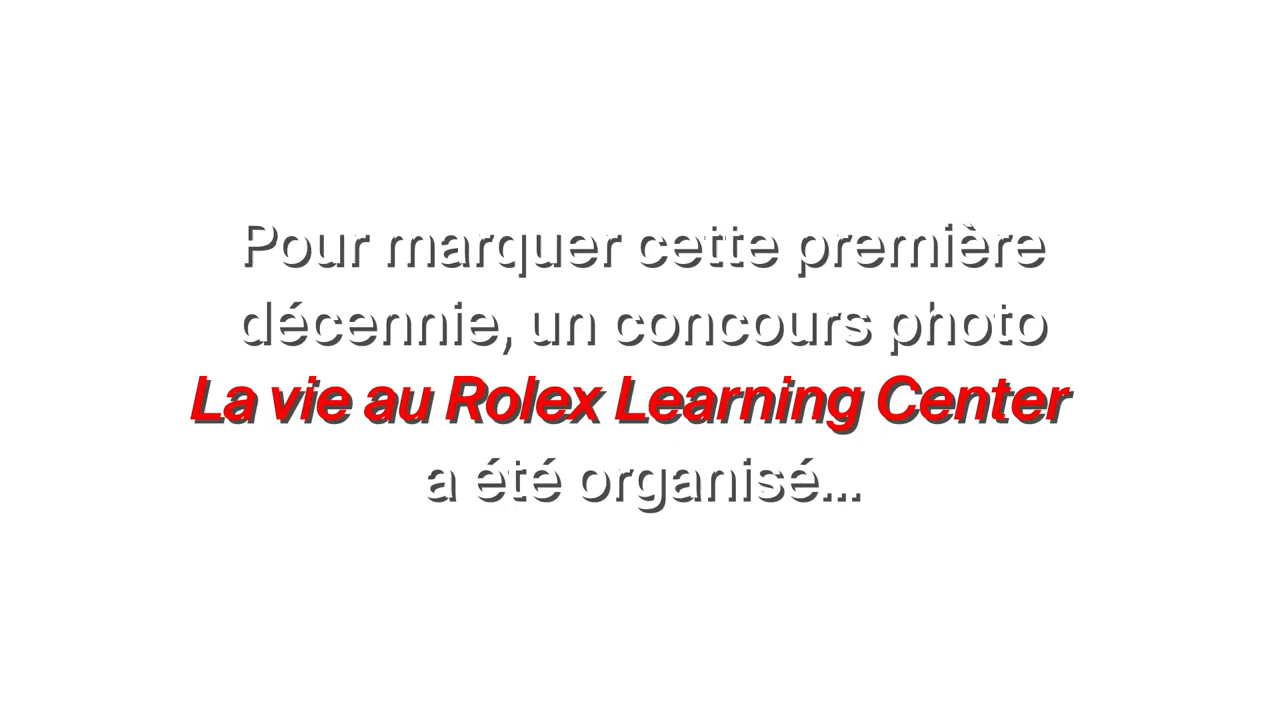 Pour marquer cette première
décennie, un concours photo
La vie au Rolex Learning Center
a été organisé...